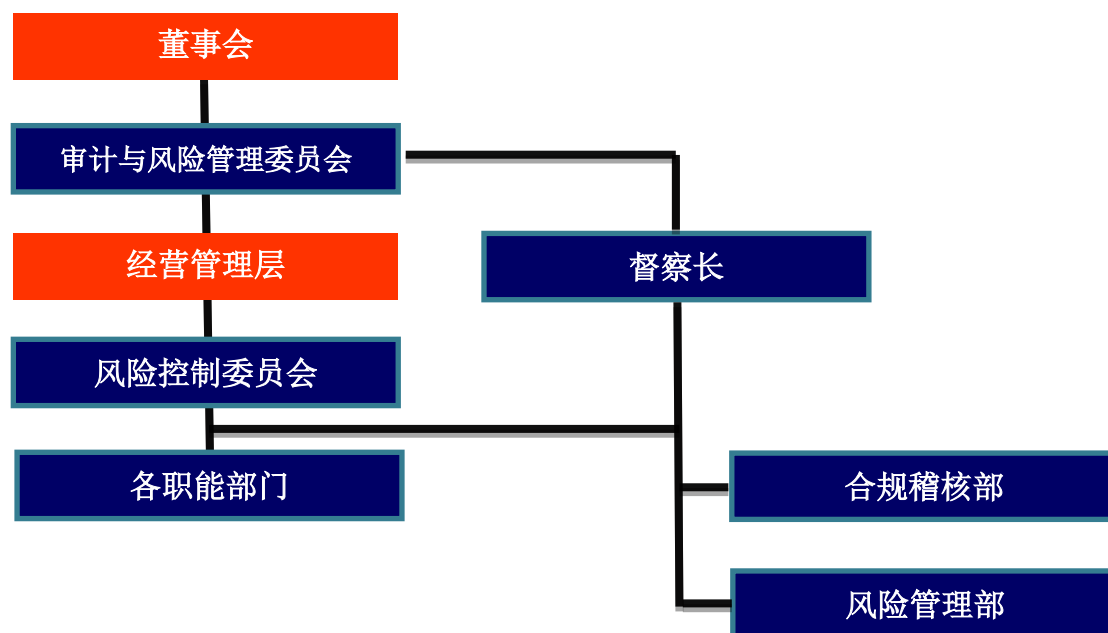 董事会
审计与风险管理委员会
经营管理层
督察长
风险控制委员会
各职能部门
合规稽核部
风险管理部